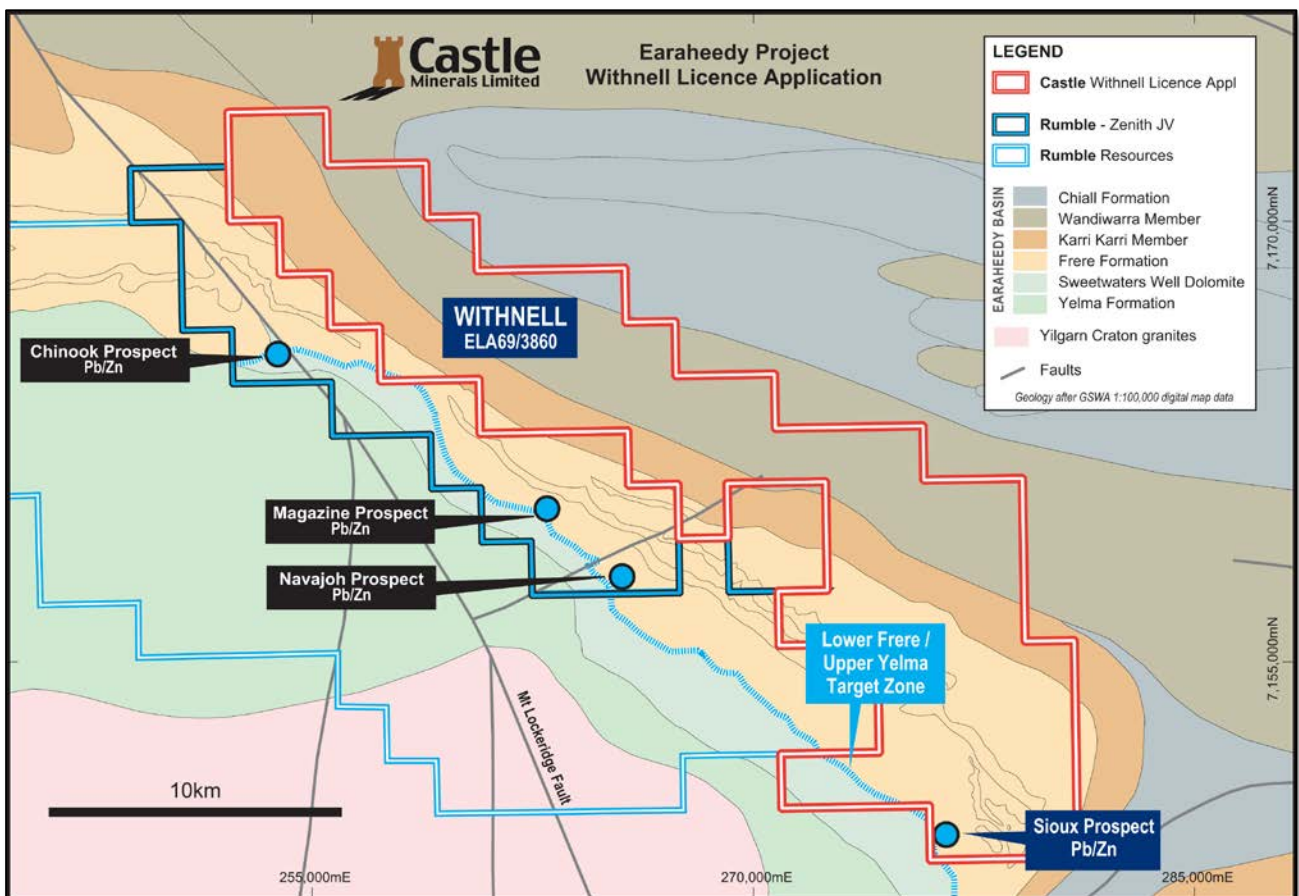 Castle
Minerals Limited
Earaheedy Project
Withnell Licence Application
LEGEND
Castle Withnell Licence Appl
Rumble - Zenith JV
Rumble Resources
EARAHEEDY BASIN
Chiall Formation
Wandiwarra Member
Karri Karri Member
Frere Formation
Sweetwaters Well Dolomite
Yelma Formation
Yilgarn Craton granites
Faults
Geology after GSWA 1:100,000 digital map data
7,170,000mN
WITHNELL
ELA69/3860
Chinook Prospect
Pb/Zn
Magazine Prospect
Pb/Zn
Navajoh Prospect
Pb/Zn
Lower Frere /
Upper Yelma
Target Zone
7,155,000mN
Mt Lockeridge Fault
10km
Sioux Prospect
Pb/Zn
255,000mE
270,000mE
285,000mE